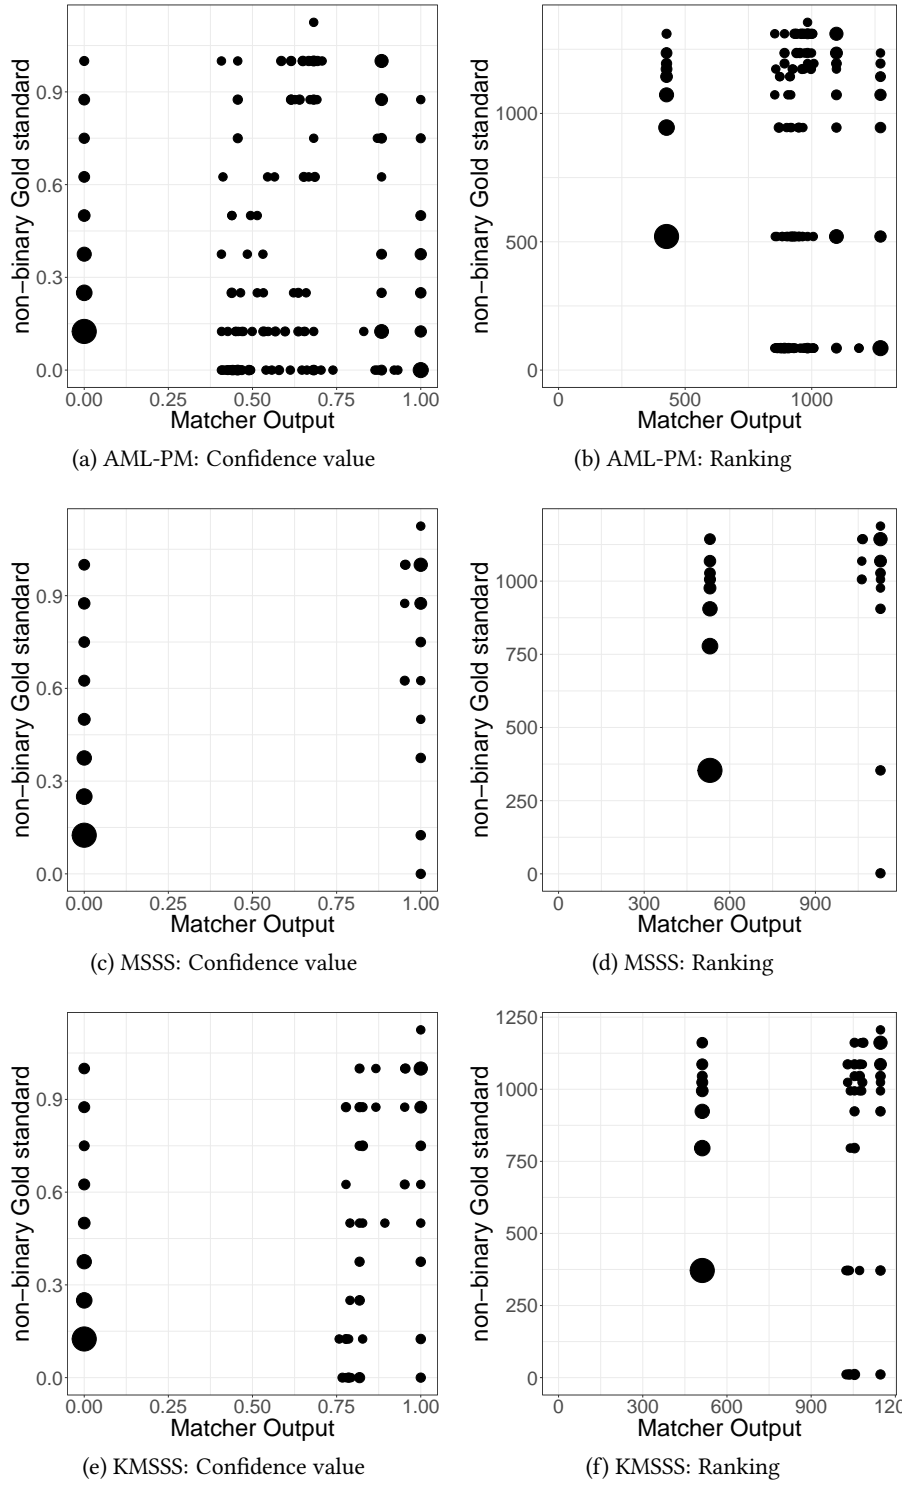 non−binary Gold standard
0.9
0.6
0.3
0.0
0.00 0.25 0.50 0.75 1.00
Matcher Output
(a) AML-PM: Confidence value
non−binary Gold standard
1000
500
0
0 500 1000
Matcher Output
(b) AML-PM: Ranking
non−binary Gold standard
0.9
0.6
0.3
0.0
0.00 0.25 0.50 0.75 1.00
Matcher Output
(c) MSSS: Confidence value
non−binary Gold standard
1000
750
500
250
0
0 300 600 900
Matcher Output
(d) MSSS: Ranking
non−binary Gold standard
0.9
0.6
0.3
0.0
0.00 0.25 0.50 0.75 1.00
Matcher Output
(e) KMSSS: Confidence value
non−binary Gold standard
1250
1000
750
500
250
0
0 300 600 900 120
Matcher Output
(f) KMSSS: Ranking